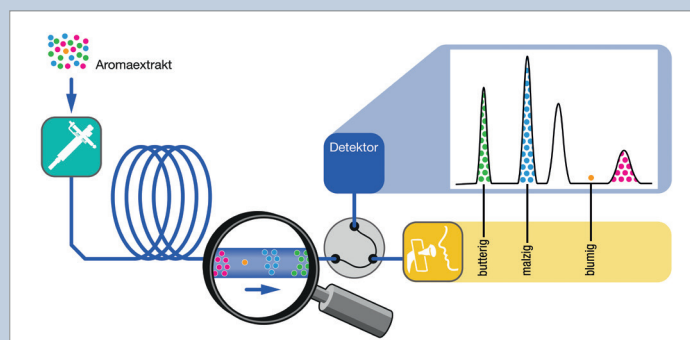 Aromaextrakt
Detektor
butterig
malzig
blumig